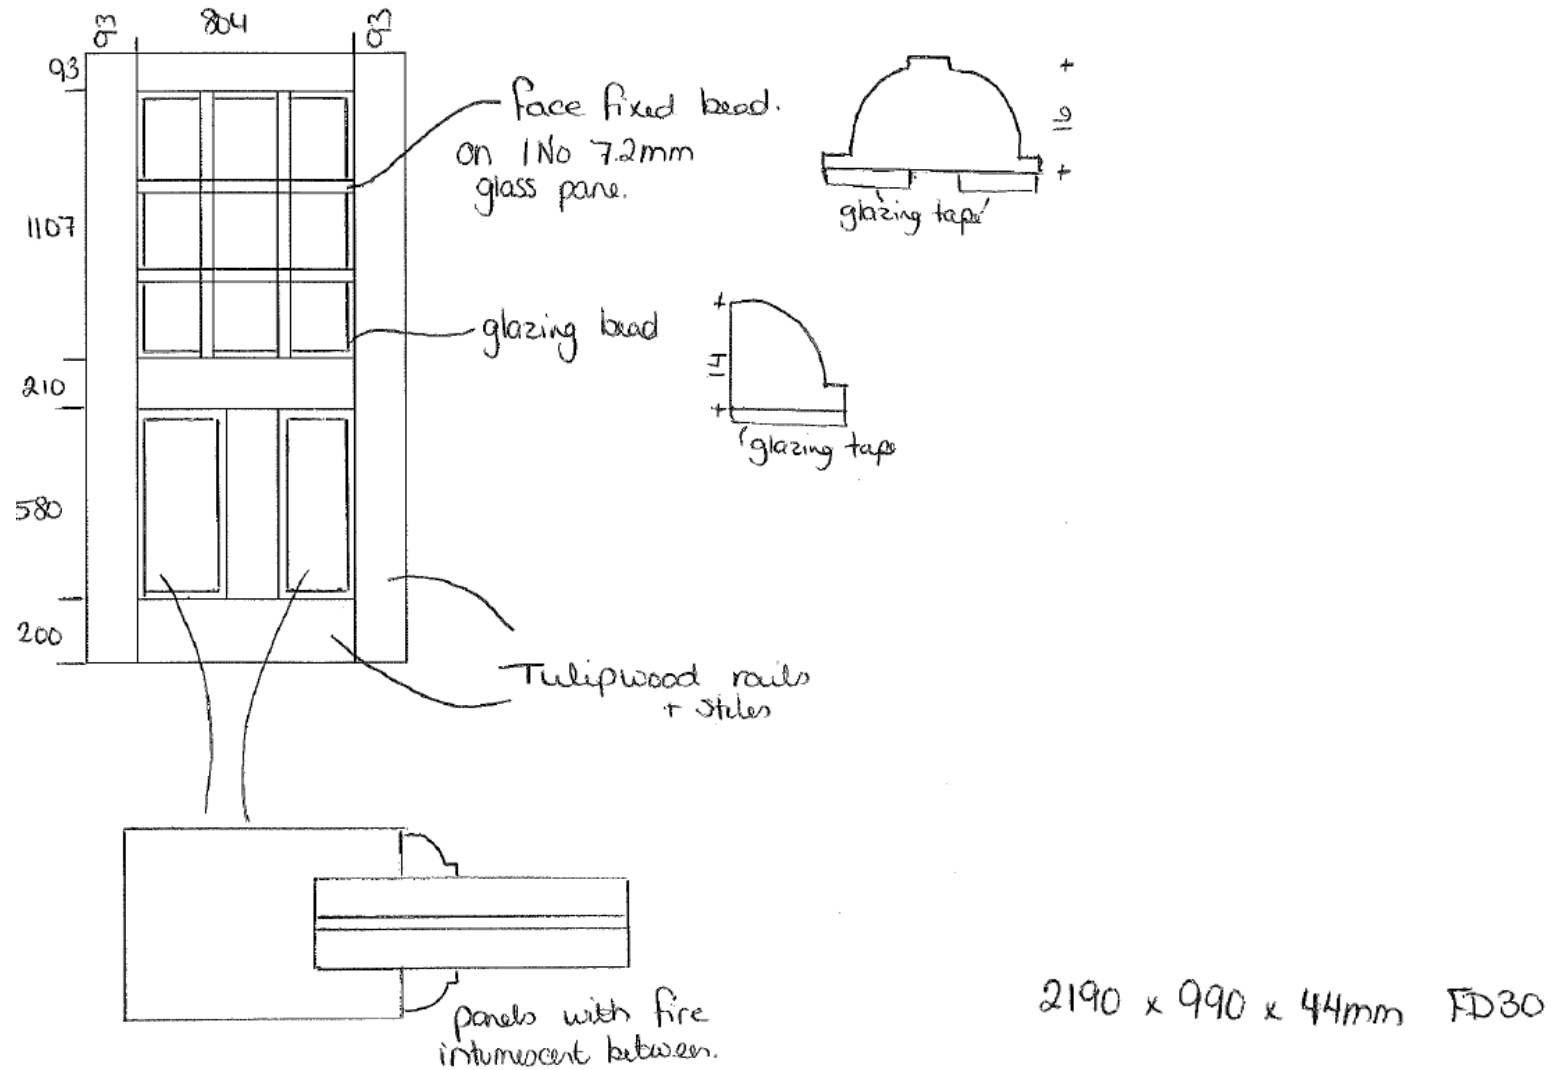 93 804 93
93
face fixed bead.
on 1No 7.2mm
glass pane.
1107
19
glazing tape
glazing bead
14
glazing tape
210
580
200
Tulipwood rails
+ stiles
panels with fire
intumescent between.
2190 x 990 x 44mm FD30